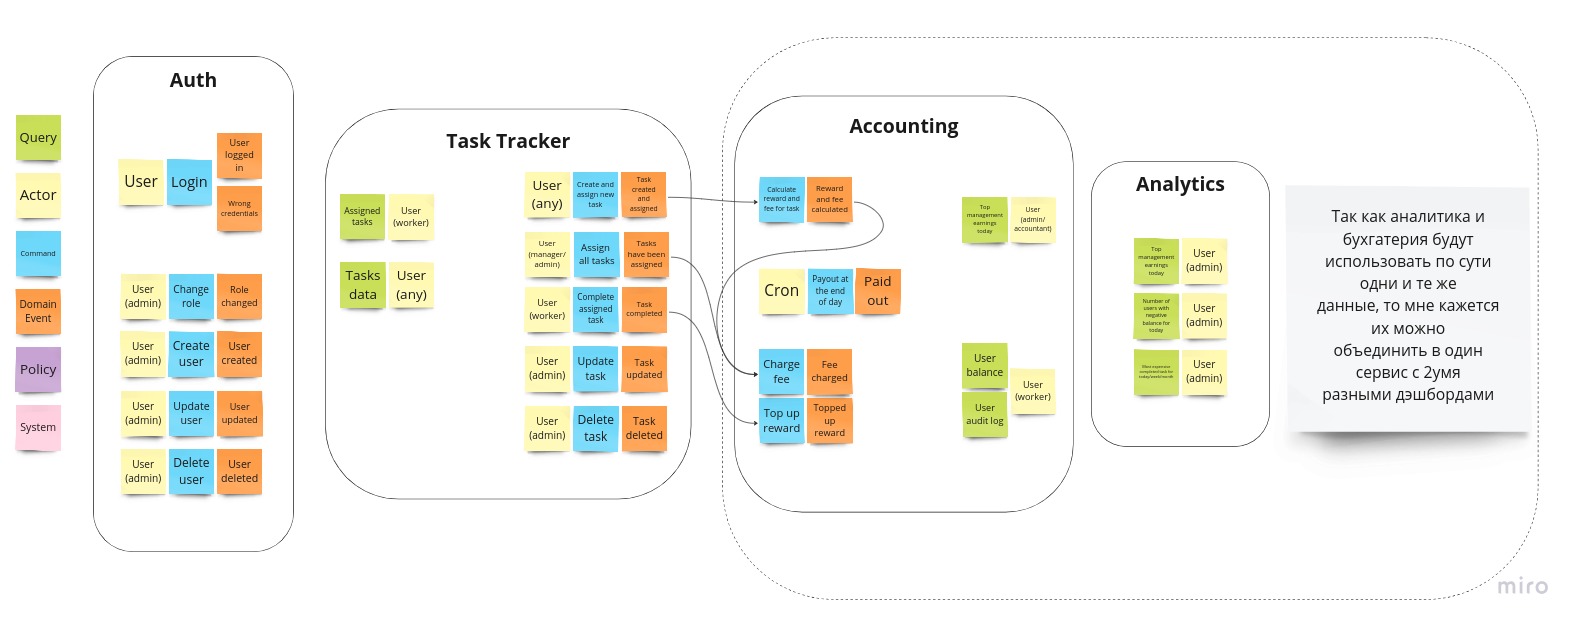 Query
Actor
Command
Domain
Event
Policy
System
Auth
User
Login
User
logged
in
Wrong
credentials
User
(admin)
Change
role
Role
changed
User
(admin)
Create
user
User
created
User
(admin)
Update
user
User
updated
User
(admin)
Delete
user
User
deleted
Task Tracker
Assigned
tasks
User
(worker)
Tasks
data
User
(any)
User
(any)
Create and
assign new
task
Task
created
and
assigned
User
(manager/
admin)
Assign
all tasks
Tasks
have been
assigned
User
(worker)
Complete
assigned
task
Task
completed
User
(admin)
Update
task
Task
updated
User
(admin)
Delete
task
Task
deleted
Accounting
Calculate
reward and
fee for task
Reward
and fee
calculated
Cron
Payout at
the end
of day
Paid
out
Charge
fee
Fee
charged
Top up
reward
Topped
up
reward
Top
management
earnings
today
User
(admin/
accountant)
User
balance
User
audit log
User
(worker)
Analytics
Top
management
earnings
today
User
(admin)
Number of
users with
negative
balance for
today
User
(admin)
Most expensive
completed task for
today/week/month
User
(admin)
Так как аналитика и
бухгатерия будут
использовать по сути
одни и те же
данные, то мне кажется
их можно
объединить в один
сервис с 2умя
разными дэшбордами
miro